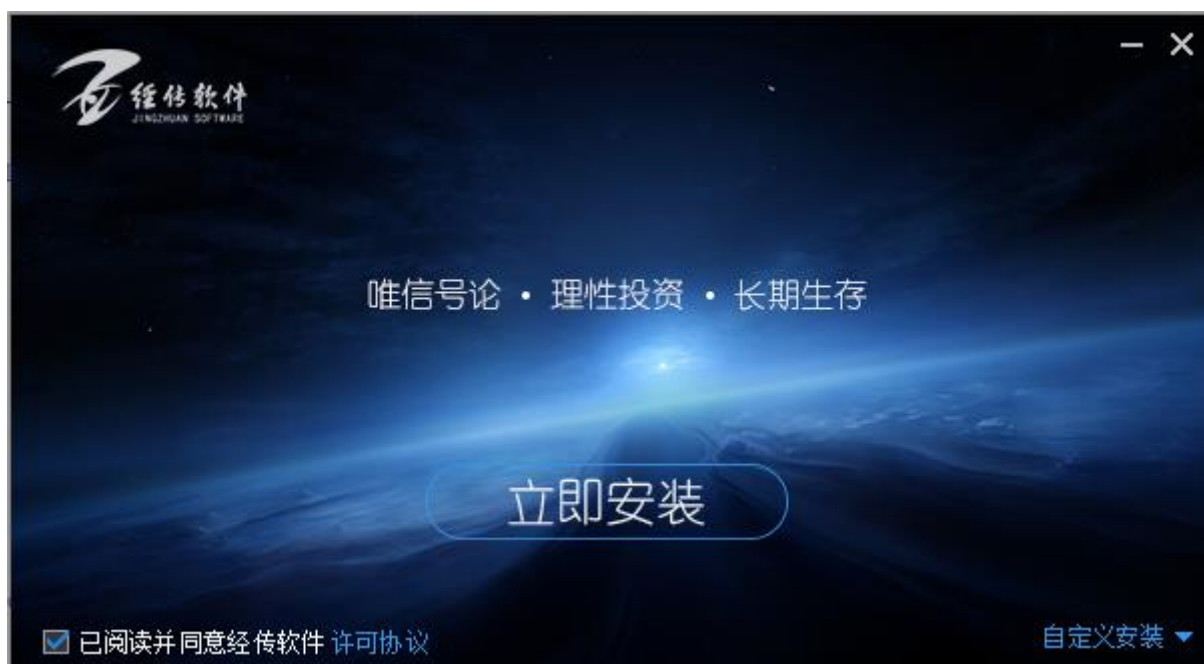 经传软件
JINGZHUAN SOFTWARE
唯信号论 · 理性投资 · 长期生存
立即安装
已阅读并同意经传软件 许可协议
自定义安装